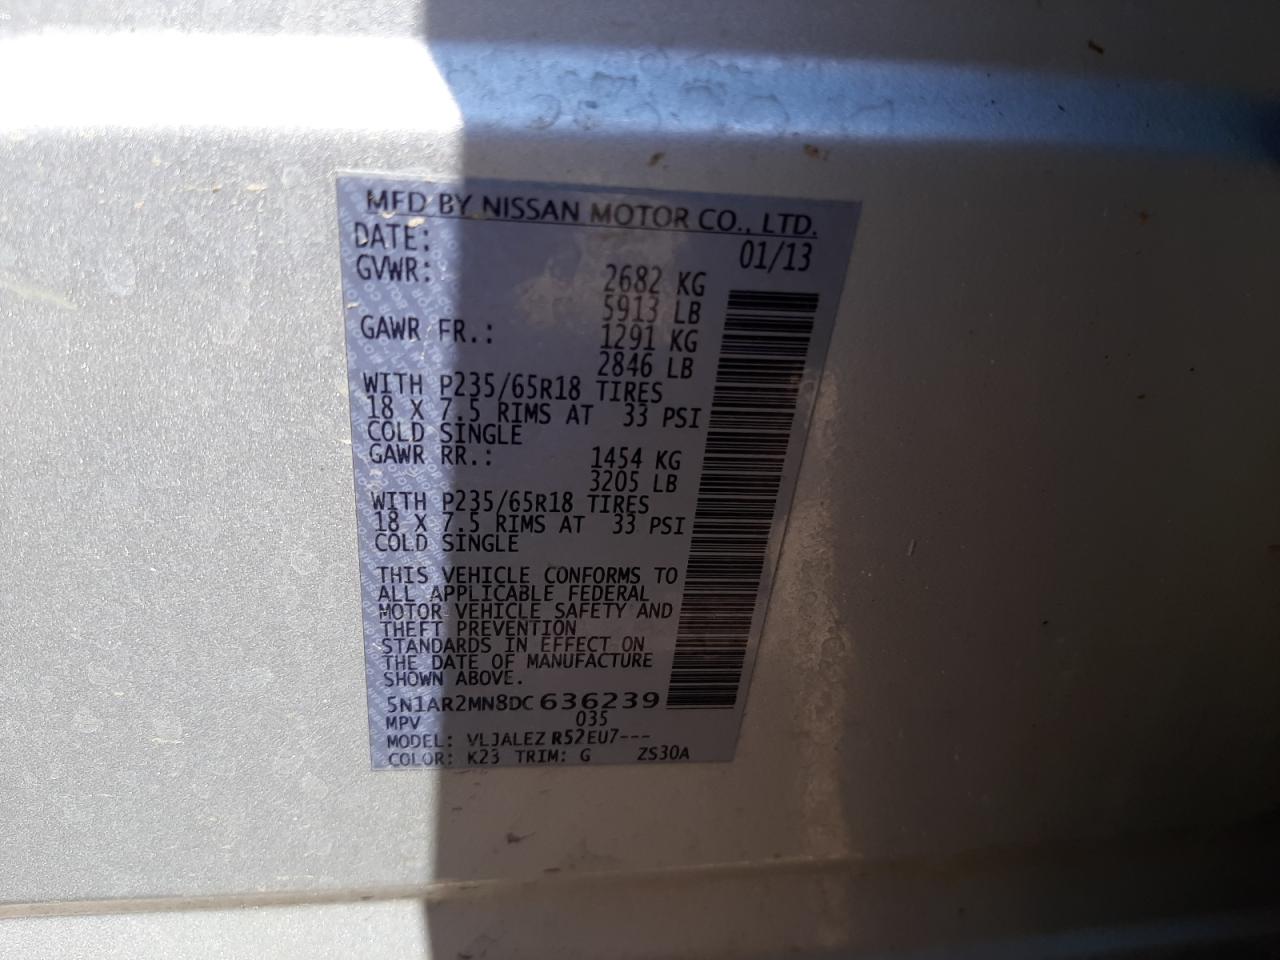 MFD BY NISSAN MOTOR CO., LTD.
DATE: 01/13
GVWR: 2682 KG
5913 LB
GAWR FR.: 1291 KG
2846 LB
WITH P235/65R18 TIRES
18 X 7.5 RIMS AT 33 PSI
COLD SINGLE
GAWR RR.: 1454 KG
3205 LB
WITH P235/65R18 TIRES
18 X 7.5 RIMS AT 33 PSI
COLD SINGLE
THIS VEHICLE CONFORMS TO
ALL APPLICABLE FEDERAL
MOTOR VEHICLE SAFETY AND
THEFT PREVENTION
STANDARDS IN EFFECT ON
THE DATE OF MANUFACTURE
SHOWN ABOVE.
5N1AR2MN8DC636239
MPV 035
MODEL: VLJALEZ R52EU7---
COLOR: K23 TRIM: G ZS30A